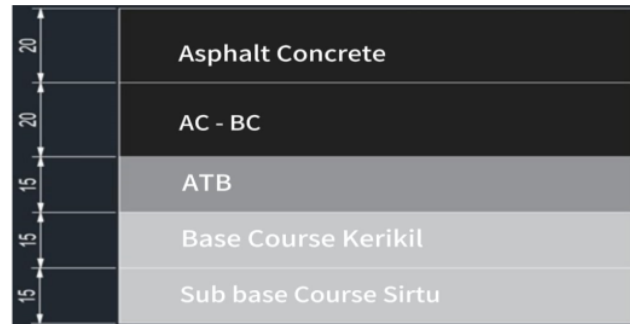 20 Asphalt Concrete
20 AC - BC
15 ATB
15 Base Course Kerikil
15 Sub base Course Sirtu